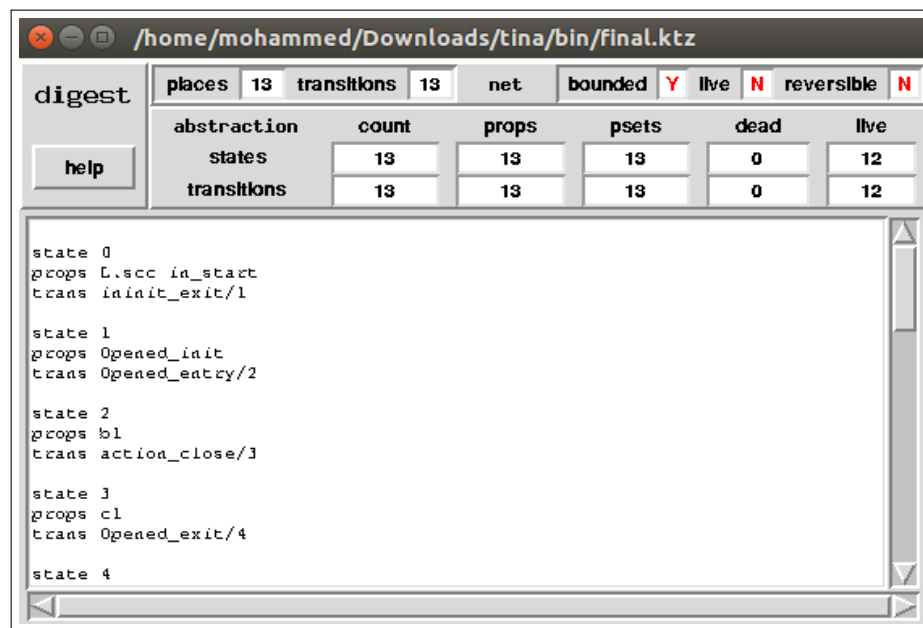 /home/mohammed/Downloads/tina/bin/final.ktz
digest places 13 transitions 13 net bounded Y live N reversible N
abstraction count props psets dead live
help states 13 13 13 0 12
transitions 13 13 13 0 12
state 0
props L.scc in_start
trans ininit_exit/1
state 1
props Opened_init
trans Opened_entry/2
state 2
props b1
trans action_close/3
state 3
props c1
trans Opened_exit/4
state 4